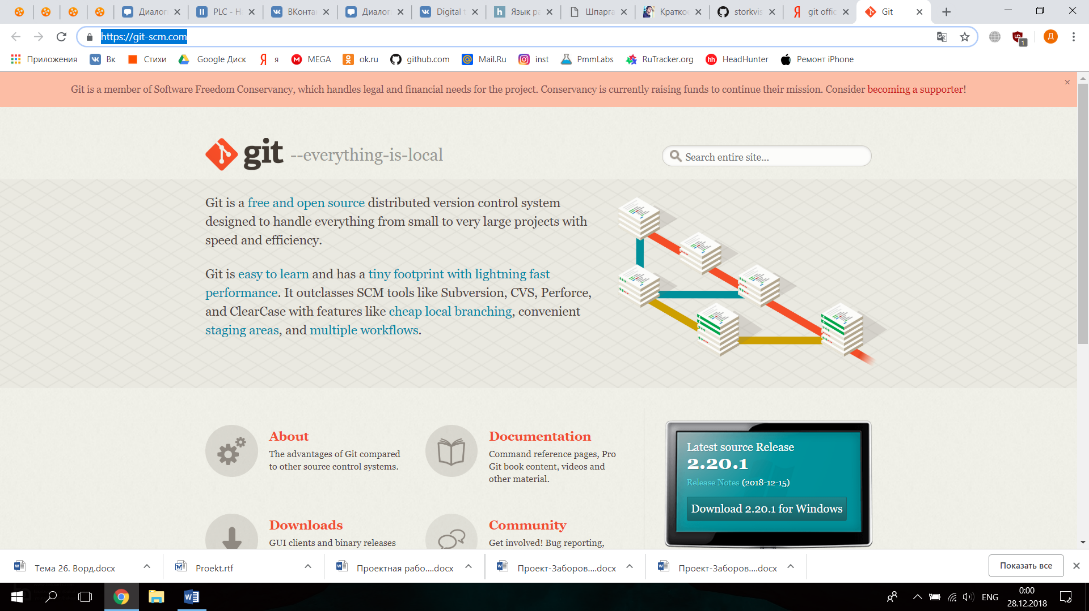 Диалог
PLC - H
ВКонта
Диалог
Digital t
Язык ра
Шпарга
Кратко
storkvie
git offic
Git
https://git-scm.com
Приложения Вк Стихи Google Диск я MEGA ok.ru github.com Mail.Ru inst PmmLabs RuTracker.org HeadHunter Ремонт iPhone
Git is a member of Software Freedom Conservancy, which handles legal and financial needs for the project. Conservancy is currently raising funds to continue their mission. Consider becoming a supporter!
git --everything-is-local
Search entire site...
Git is a free and open source distributed version control system
designed to handle everything from small to very large projects with
speed and efficiency.
Git is easy to learn and has a tiny footprint with lightning fast
performance. It outclasses SCM tools like Subversion, CVS, Perforce,
and ClearCase with features like cheap local branching, convenient
staging areas, and multiple workflows.
About
The advantages of Git compared
to other source control systems.
Documentation
Command reference pages, Pro
Git book content, videos and
other material.
Latest source Release
2.20.1
Release Notes (2018-12-15)
Download 2.20.1 for Windows
Downloads
GUI clients and binary releases
Community
Get involved! Bug reporting,
Тема 26. Ворд.docx
Proekt.rtf
Проектная рабо....docx
Проект-Заборов....docx
Проект-Заборов....docx
Показать все
ENG
0:00
28.12.2018